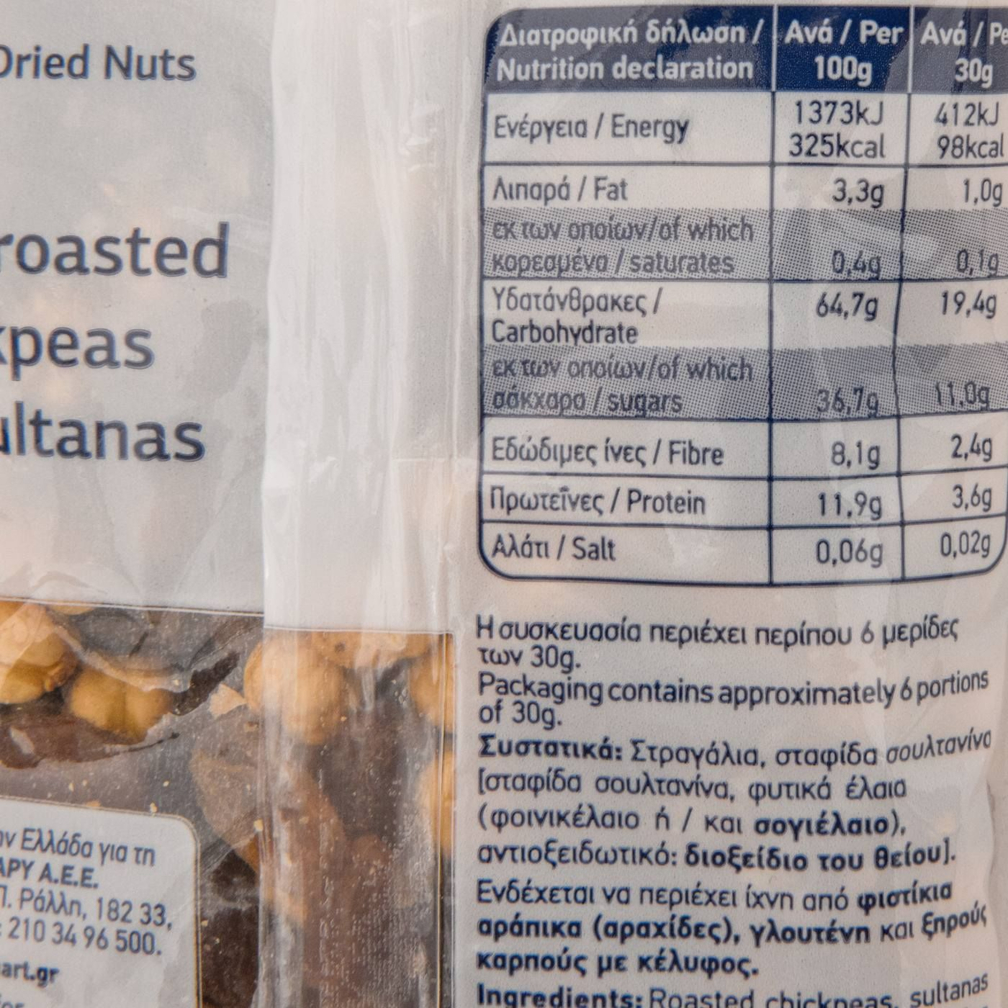 Dried Nuts
roasted
kpeas
ultanas
Διατροφική δήλωση / Ανά / Per Ανά / Pe
Nutrition declaration 100g 30g
Ενέργεια / Energy 1373kJ 412kJ
325kcal 98kcal
Λιπαρά / Fat 3,3g 1,0g
εκ των οποίων/of which
κορεσμένα / saturates 0,4g 0,1g
Υδατάνθρακες / 64,7g 19,4g
Carbohydrate
εκ των οποίων/of which
σάκχαρα / sugars 36,7g 11,0g
Εδώδιμες ίνες / Fibre 8,1g 2,4g
Πρωτεΐνες / Protein 11,9g 3,6g
Αλάτι / Salt 0,06g 0,02g
Η συσκευασία περιέχει περίπου 6 μερίδες
των 30g.
Packaging contains approximately 6 portions
of 30g.
Συστατικά: Στραγάλια, σταφίδα σουλτανίνα
[σταφίδα σουλτανίνα, φυτικά έλαια
(φοινικέλαιο ή / και σογιέλαιο),
αντιοξειδωτικό: διοξείδιο του θείου].
Ενδέχεται να περιέχει ίχνη από φιστίκια
αράπικα (αραχίδες), γλουτένη και ξηρούς
καρπούς με κέλυφος.
Ingredients: Roasted chickpeas, sultanas
ην Ελλάδα για τη
ΑΡΥ Α.Ε.Ε.
Π. Ράλλη, 182 33,
: 210 34 96 500.
art.gr